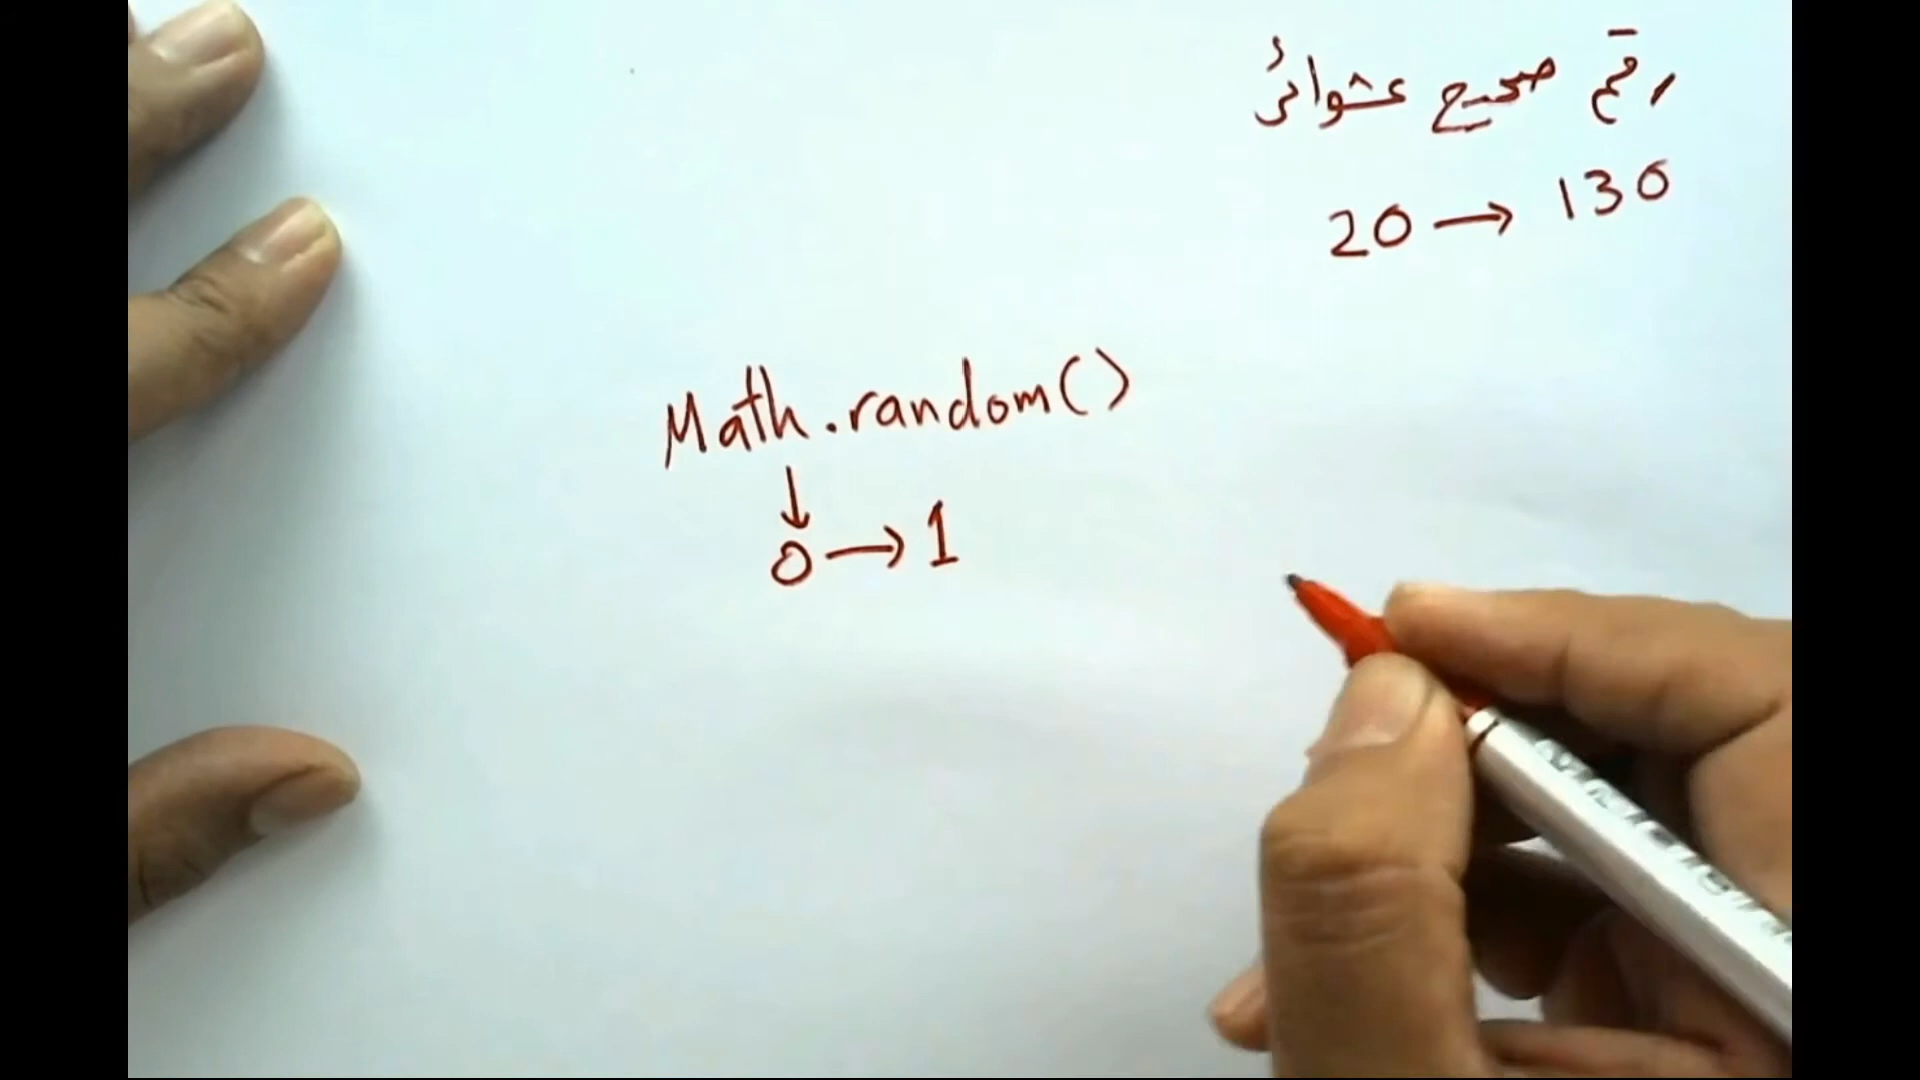 رقم صحيح عشوائي
20 → 130
Math.random()
↓
0 → 1